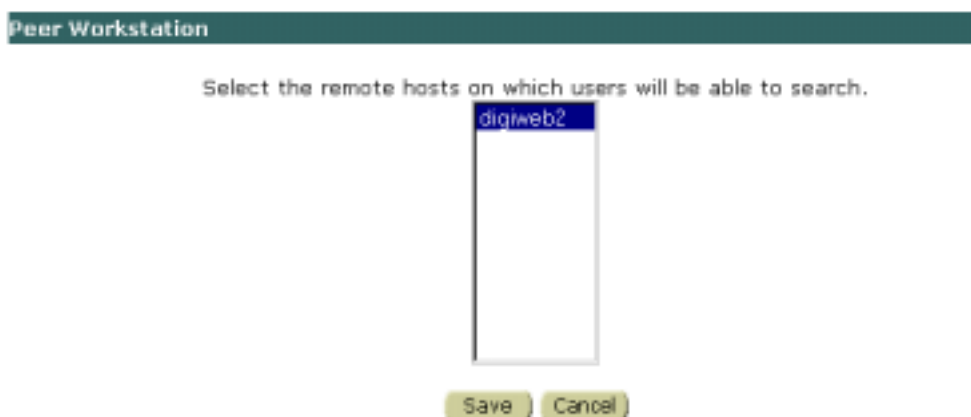 Peer Workstation
Select the remote hosts on which users will be able to search.
digiweb2
Save Cancel